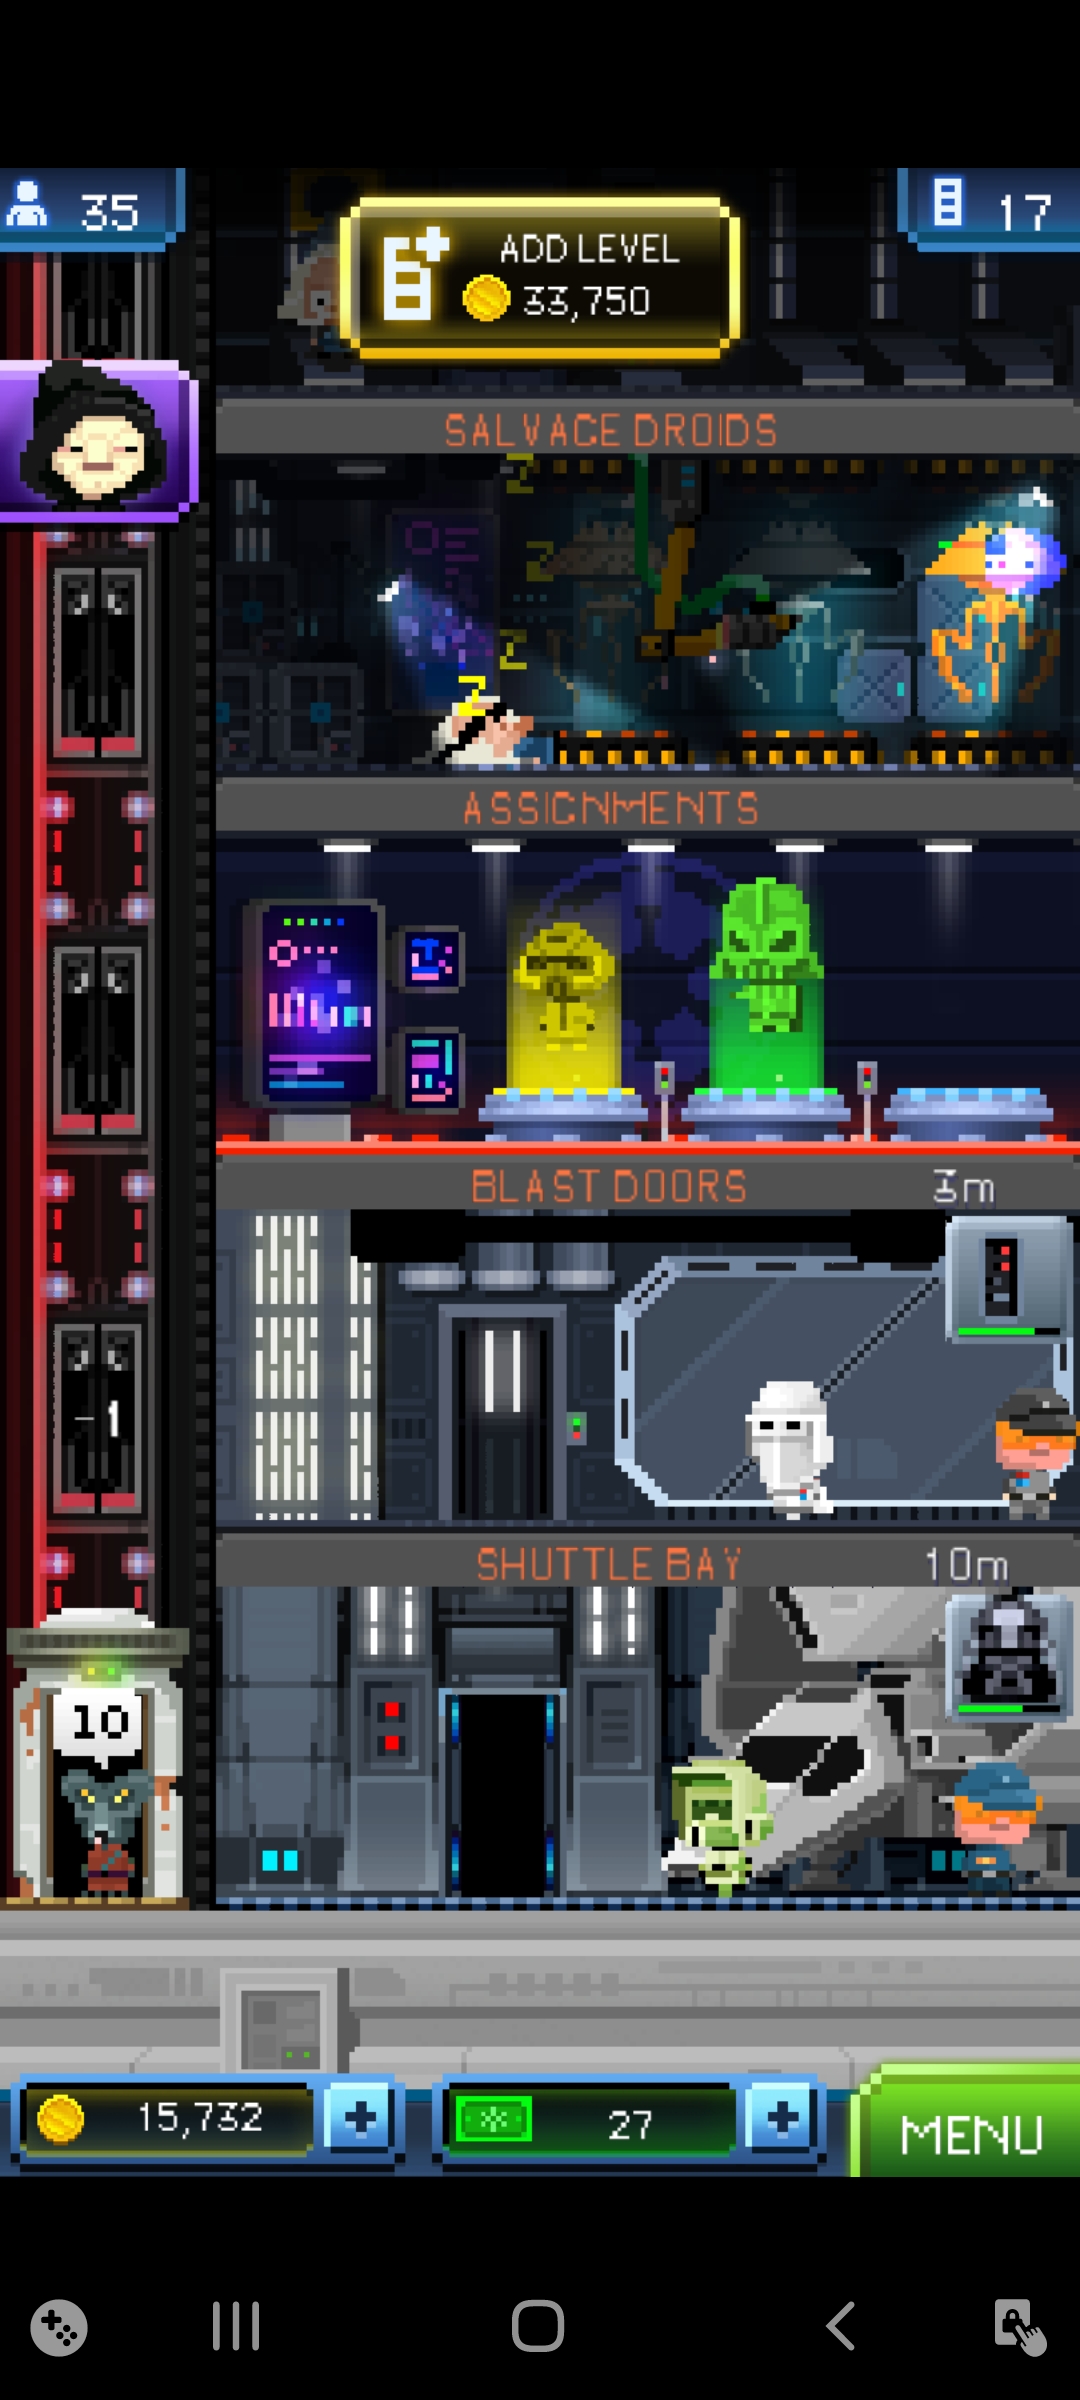 35
ADD LEVEL
33,750
17
SALVAGE DROIDS
Z
Z
Z
Z
ASSIGNMENTS
BLAST DOORS 3m
-1
SHUTTLE BAY 10m
10
15,732
27
MENU